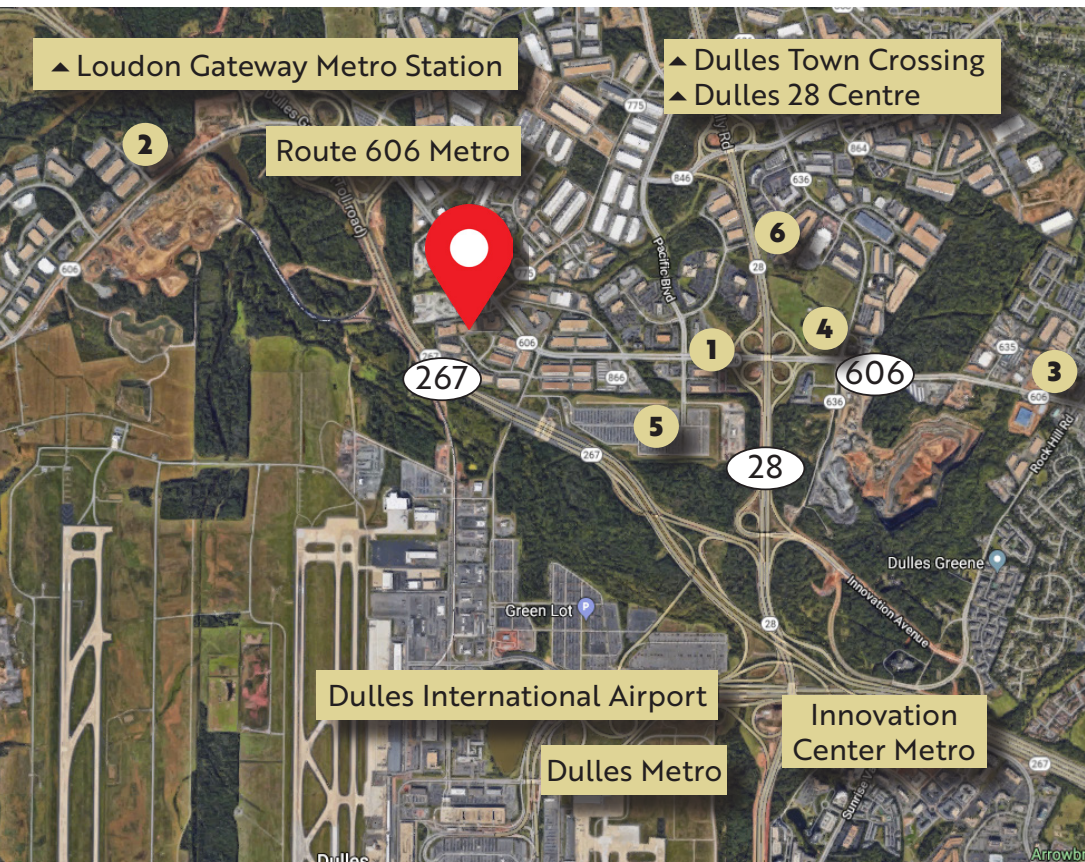 ▲ Loudon Gateway Metro Station
▲ Dulles Town Crossing
▲ Dulles 28 Centre
Route 606 Metro
2
775
864
846
636
Pacific Blvd
6
28
606
4
1
606
635
267
267
866
606
3
636
606
5
Rock Hill Rd
267
28
Dulles Greene
Innovation Avenue
Green Lot
P
28
Dulles International Airport
Innovation
Center Metro
Dulles Metro
267
Dulles